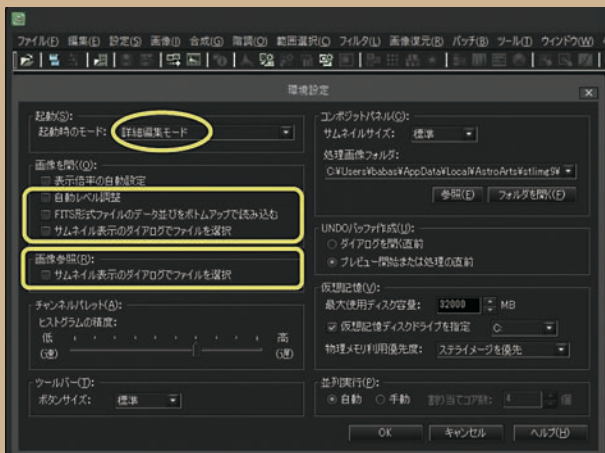 ファイル(F) 編集(E) 設定(S) 画像(I) 合成(G) 階調(O) 範囲選択(C) フィルタ(L) 画像復元(R) バッチ(B) ツール(T) ウィンドウ(W)
環境設定
起動(S):
起動時のモード: 詳細編集モード
画像を開く(O):
表示倍率の自動設定
自動レベル調整
FITS形式ファイルのデータ並びをボトムアップで読み込む
サムネイル表示のダイアログでファイルを選択
画像参照(R):
サムネイル表示のダイアログでファイルを選択
チャンネルパレット(A):
ヒストグラムの精度:
低 高
(速) (遅)
ツールバー(T):
ボタンサイズ: 標準
コンポジットパネル(C):
サムネイルサイズ: 標準
処理画像フォルダ:
C:¥Users¥babas¥AppData¥Local¥AstroArts¥stlimg9¥
参照(E) フォルダを開く(F)
UNDOバッファ作成(U):
ダイアログを開く直前
プレビュー開始または処理の直前
仮想記憶(V):
最大使用ディスク容量: 32000 MB
仮想記憶ディスクドライブを指定 C:
物理メモリ利用優先度: ステライメージを優先
並列実行(P):
自動 手動 割り当てコア数: 4 個
OK キャンセル ヘルプ(H)